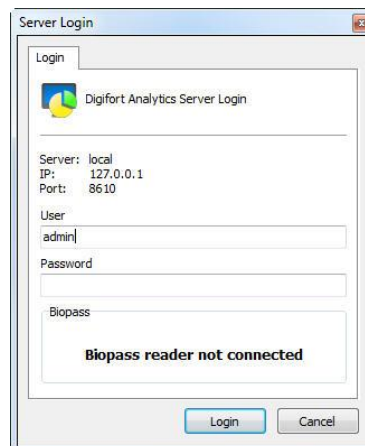 Server Login
Login
Digifort Analytics Server Login
Server: local
IP: 127.0.0.1
Port: 8610
User
admin
Password
Biopass
Biopass reader not connected
Login Cancel